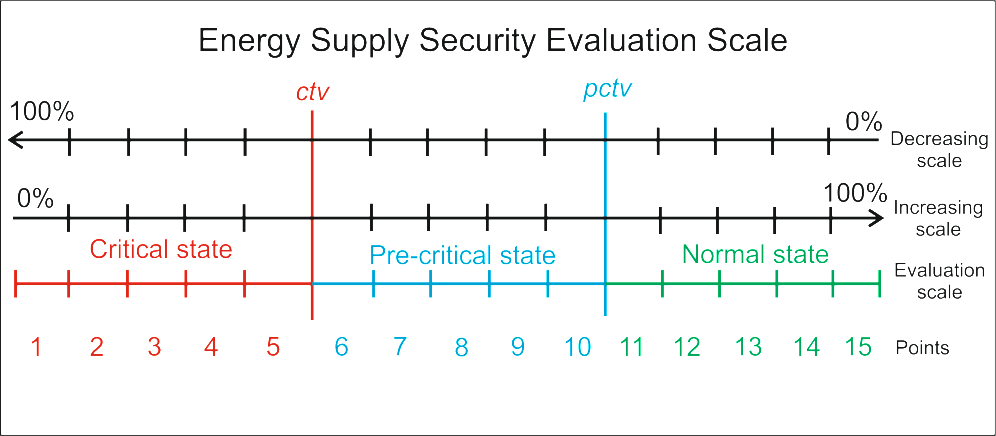 Energy Supply Security Evaluation Scale
ctv
pctv
100%
0%
Decreasing
scale
0%
100%
Increasing
scale
Critical state
Pre-critical state
Normal state
Evaluation
scale
1 2 3 4 5 6 7 8 9 10 11 12 13 14 15 Points